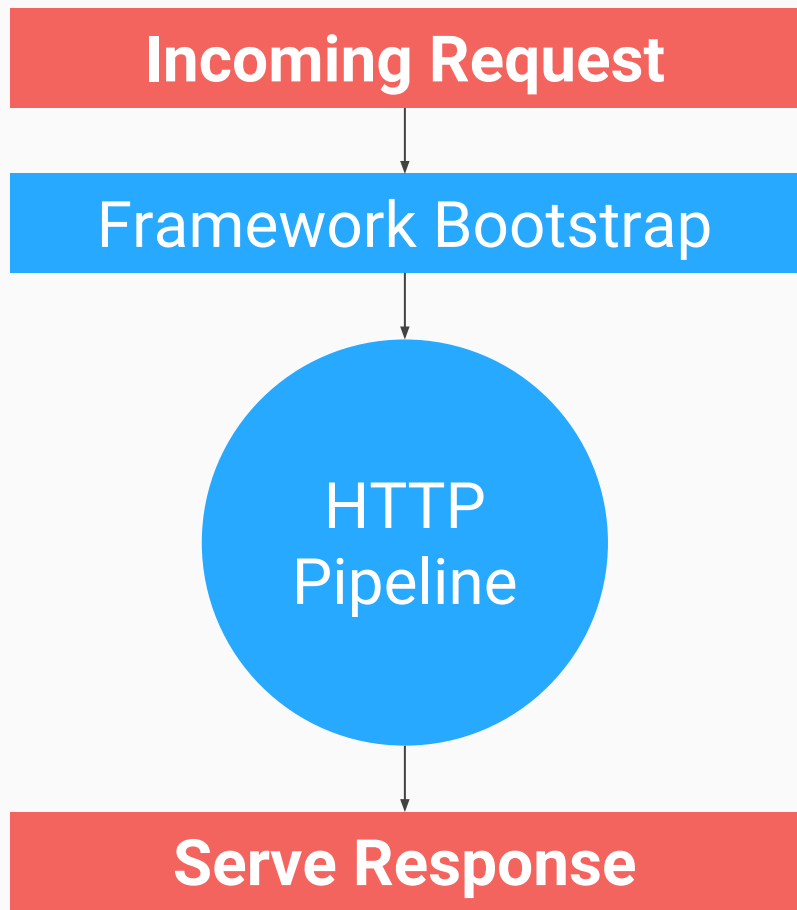 Incoming Request
Framework Bootstrap
HTTP
Pipeline
Serve Response